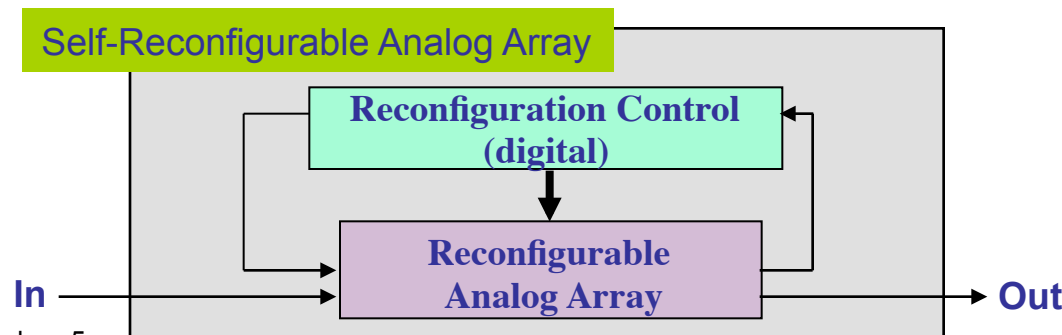 Self-Reconfigurable Analog Array
Reconfiguration Control
(digital)
Reconfigurable
Analog Array
In
Out